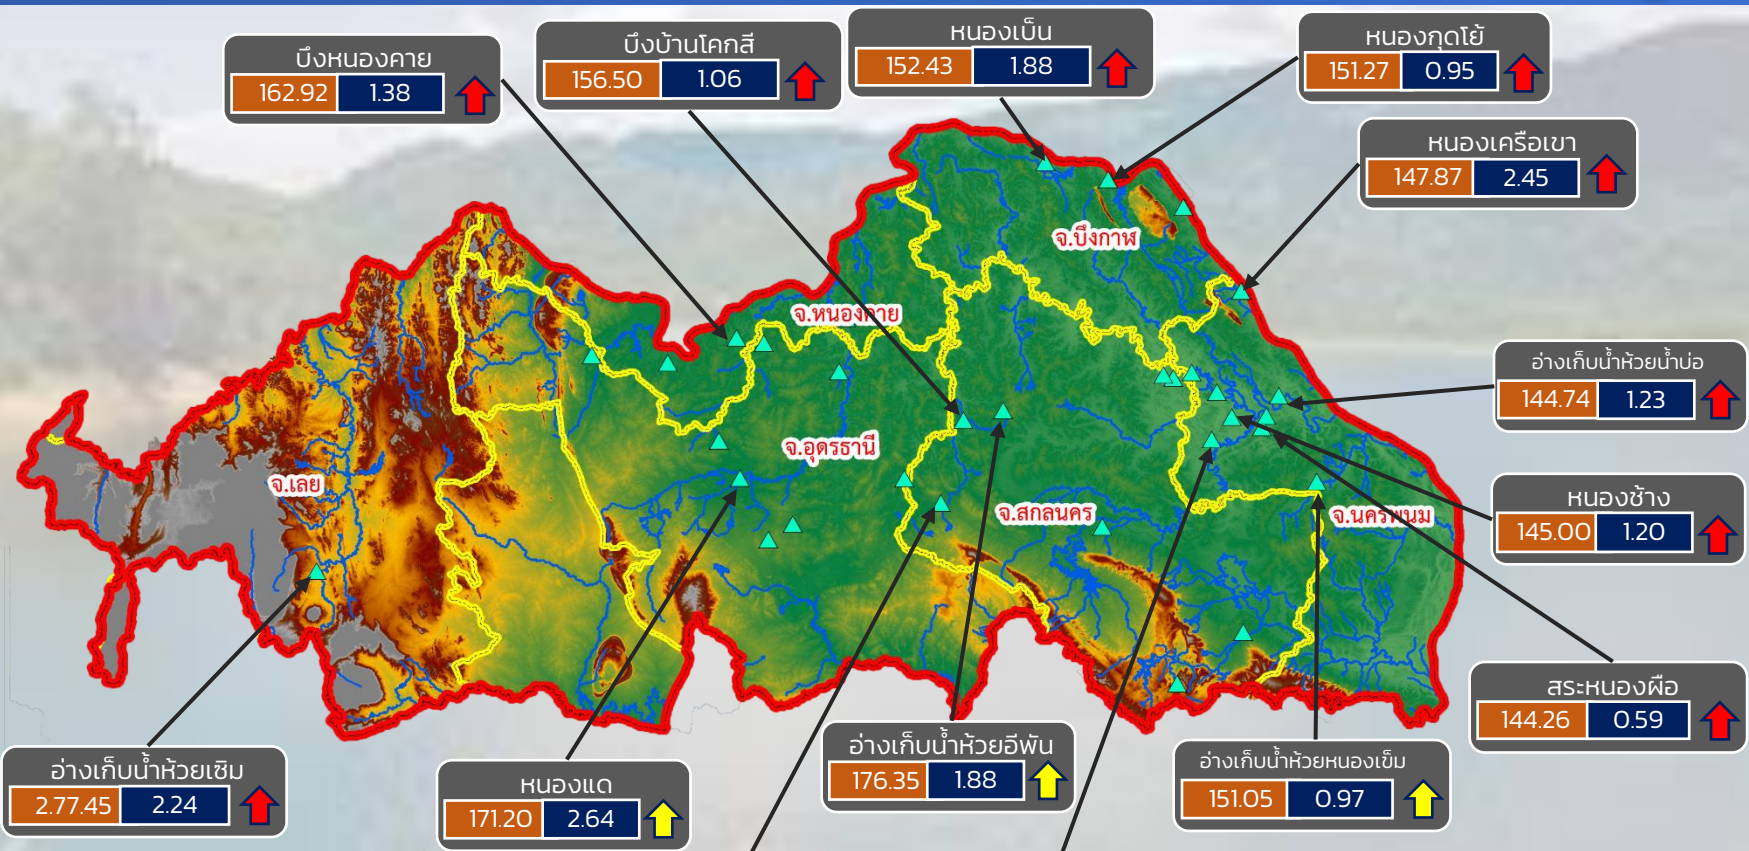 บึงหนองคาย
162.92 1.38
บึงบ้านโคกสี
156.50 1.06
หนองเบ็น
152.43 1.88
หนองกุดโย้
151.27 0.95
หนองเครือเขา
147.87 2.45
จ.บึงกาฬ
จ.หนองคาย
จ.อุดรธานี
จ.เลย
จ.สกลนคร
จ.นครพนม
อ่างเก็บน้ำห้วยน้ำบ่อ
144.74 1.23
หนองช้าง
145.00 1.20
สระหนองผือ
144.26 0.59
อ่างเก็บน้ำห้วยเซิม
2.77.45 2.24
หนองแด
171.20 2.64
อ่างเก็บน้ำห้วยอีพัน
176.35 1.88
อ่างเก็บน้ำห้วยหนองเข็ม
151.05 0.97